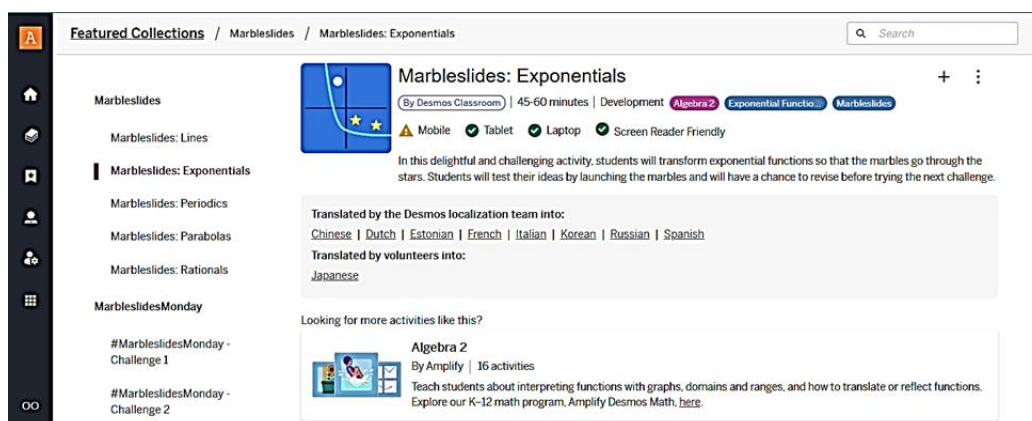 A
Featured Collections / Marbleslides / Marbleslides: Exponentials
Search
Marbleslides
Marbleslides: Lines
Marbleslides: Exponentials
Marbleslides: Periodics
Marbleslides: Parabolas
Marbleslides: Rationals
MarbleslidesMonday
#MarbleslidesMonday -
Challenge 1
#MarbleslidesMonday -
Challenge 2
Marbleslides: Exponentials
By Desmos Classroom | 45-60 minutes | Development Algebra 2 Exponential Functio... Marbleslides
Mobile Tablet Laptop Screen Reader Friendly
In this delightful and challenging activity, students will transform exponential functions so that the marbles go through the
stars. Students will test their ideas by launching the marbles and will have a chance to revise before trying the next challenge.
Translated by the Desmos localization team into:
Chinese | Dutch | Estonian | French | Italian | Korean | Russian | Spanish
Translated by volunteers into:
Japanese
Looking for more activities like this?
Algebra 2
By Amplify | 16 activities
Teach students about interpreting functions with graphs, domains and ranges, and how to translate or reflect functions.
Explore our K–12 math program, Amplify Desmos Math, here.